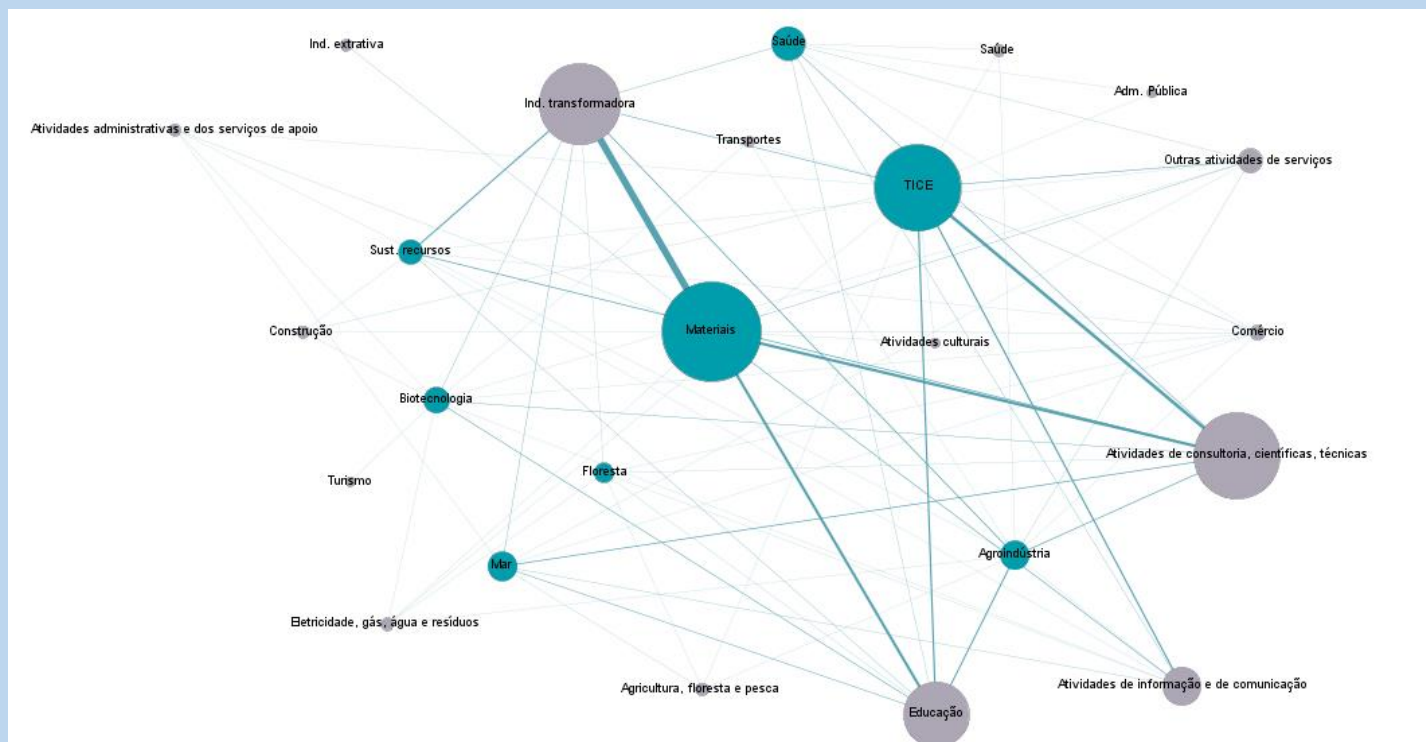 Ind. extrativa
Saúde
Saúde
Adm. Pública
Ind. transformadora
Atividades administrativas e dos serviços de apoio
Transportes
Outras atividades de serviços
TICE
Sust. recursos
Materiais
Construção
Comércio
Atividades culturais
Biotecnologia
Atividades de consultoria, científicas, técnicas
Floresta
Turismo
Agroindústria
Mar
Eletricidade, gás, água e resíduos
Agricultura, floresta e pesca
Atividades de informação e de comunicação
Educação